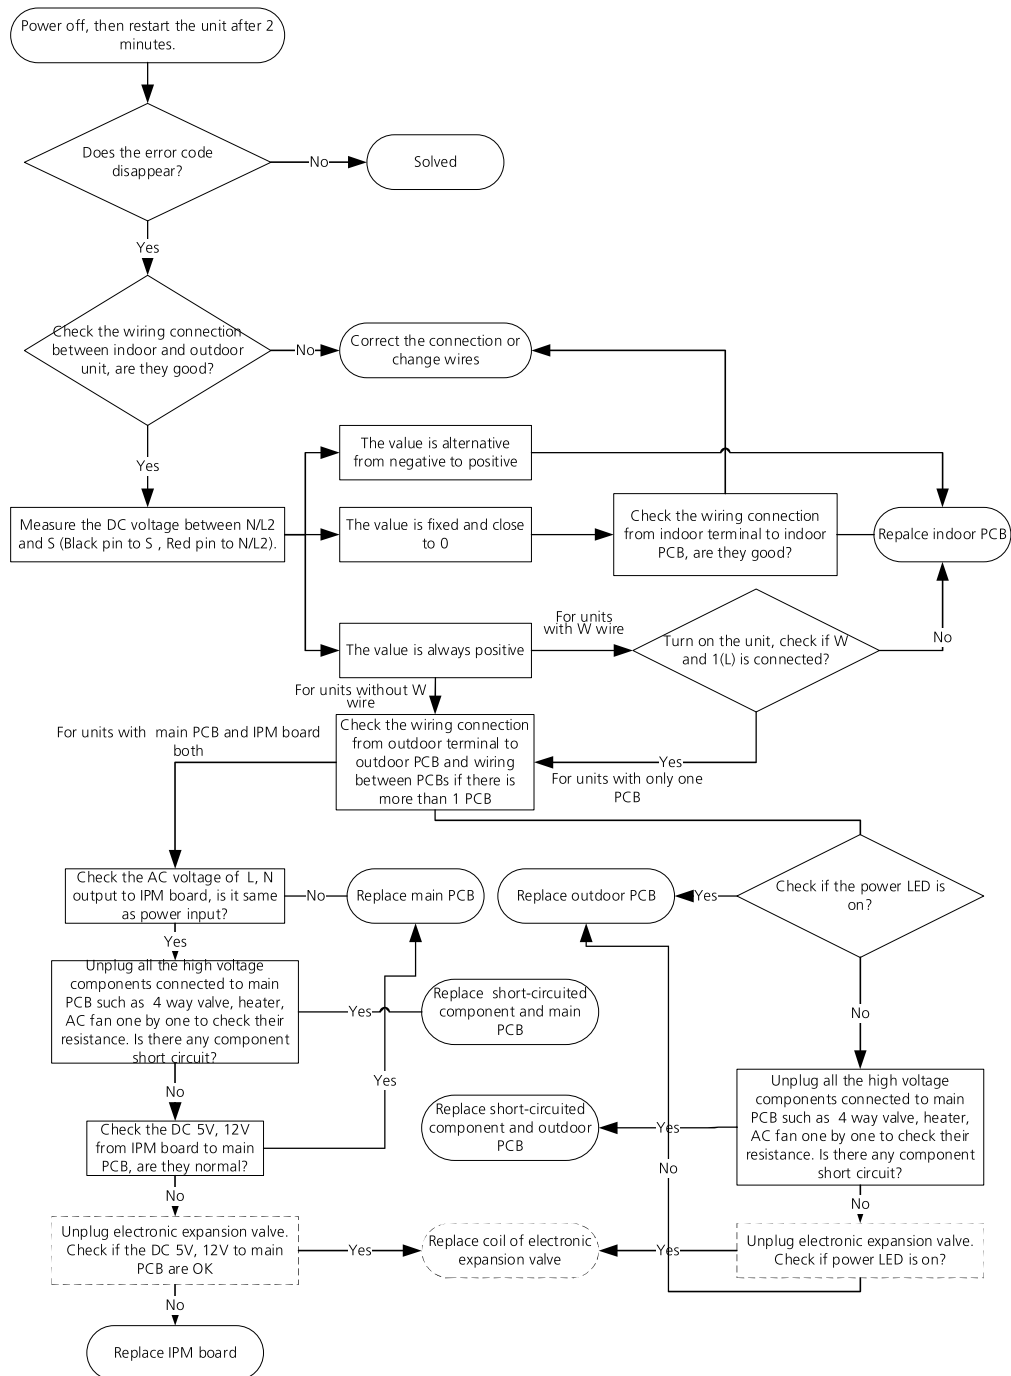 Power off, then restart the unit after 2
minutes.
Does the error code
disappear?
No
Solved
Yes
Check the wiring connection
between indoor and outdoor
unit, are they good?
No
Correct the connection or
change wires
Yes
The value is alternative
from negative to positive
Measure the DC voltage between N/L2
and S (Black pin to S , Red pin to N/L2).
The value is fixed and close
to 0
Check the wiring connection
from indoor terminal to indoor
PCB, are they good?
Repalce indoor PCB
The value is always positive
For units
with W wire
Turn on the unit, check if W
and 1(L) is connected?
No
For units without W
wire
For units with  main PCB and IPM board
both
Check the wiring connection
from outdoor terminal to
outdoor PCB and wiring
between PCBs if there is
more than 1 PCB
Yes
For units with only one
PCB
Check the AC voltage of  L, N
output to IPM board, is it same
as power input?
No
Replace main PCB
Replace outdoor PCB
Yes
Check if the power LED is
on?
Yes
Unplug all the high voltage
components connected to main
PCB such as  4 way valve, heater,
AC fan one by one to check their
resistance. Is there any component
short circuit?
Yes
Replace  short-circuited
component and main
PCB
No
No
Yes
Unplug all the high voltage
components connected to main
PCB such as  4 way valve, heater,
AC fan one by one to check their
resistance. Is there any component
short circuit?
Check the DC 5V, 12V
from IPM board to main
PCB, are they normal?
Replace short-circuited
component and outdoor
PCB
Yes
No
No
No
Unplug electronic expansion valve.
Check if the DC 5V, 12V to main
PCB are OK
Yes
Replace coil of electronic
expansion valve
Yes
Unplug electronic expansion valve.
Check if power LED is on?
No
Replace IPM board